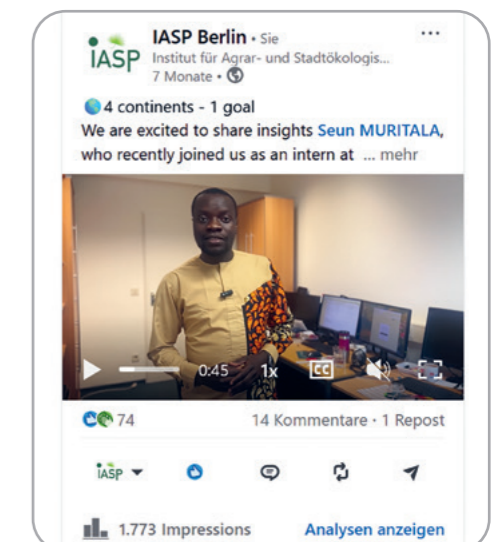 IASP
IASP Berlin • Sie
Institut für Agrar- und Stadtökologis...
7 Monate •
4 continents - 1 goal
We are excited to share insights Seun MURITALA,
who recently joined us as an intern at ... mehr
0:45 1x CC
74 14 Kommentare · 1 Repost
IASP
1.773 Impressions Analysen anzeigen